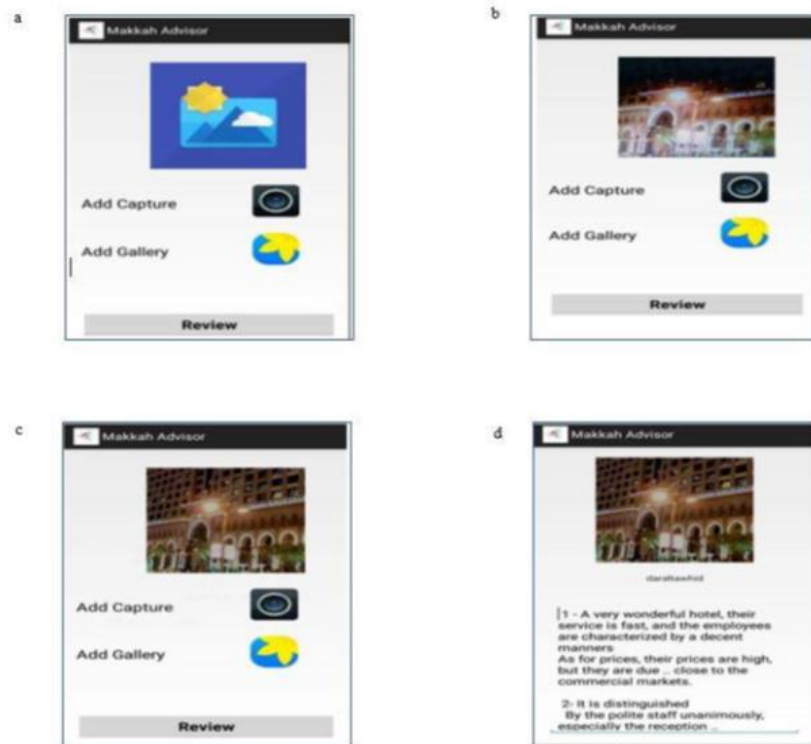 a
Makkah Advisor
Add Capture
Add Gallery
Review
b
Makkah Advisor
Add Capture
Add Gallery
Review
c
Makkah Advisor
Add Capture
Add Gallery
Review
d
Makkah Advisor
daraltawhid
1 - A very wonderful hotel, their
service is fast, and the employees
are characterized by a decent
manners
As for prices, their prices are high,
but they are due .. close to the
commercial markets.
2- It is distinguished
By the polite staff unanimously,
especially the reception ..